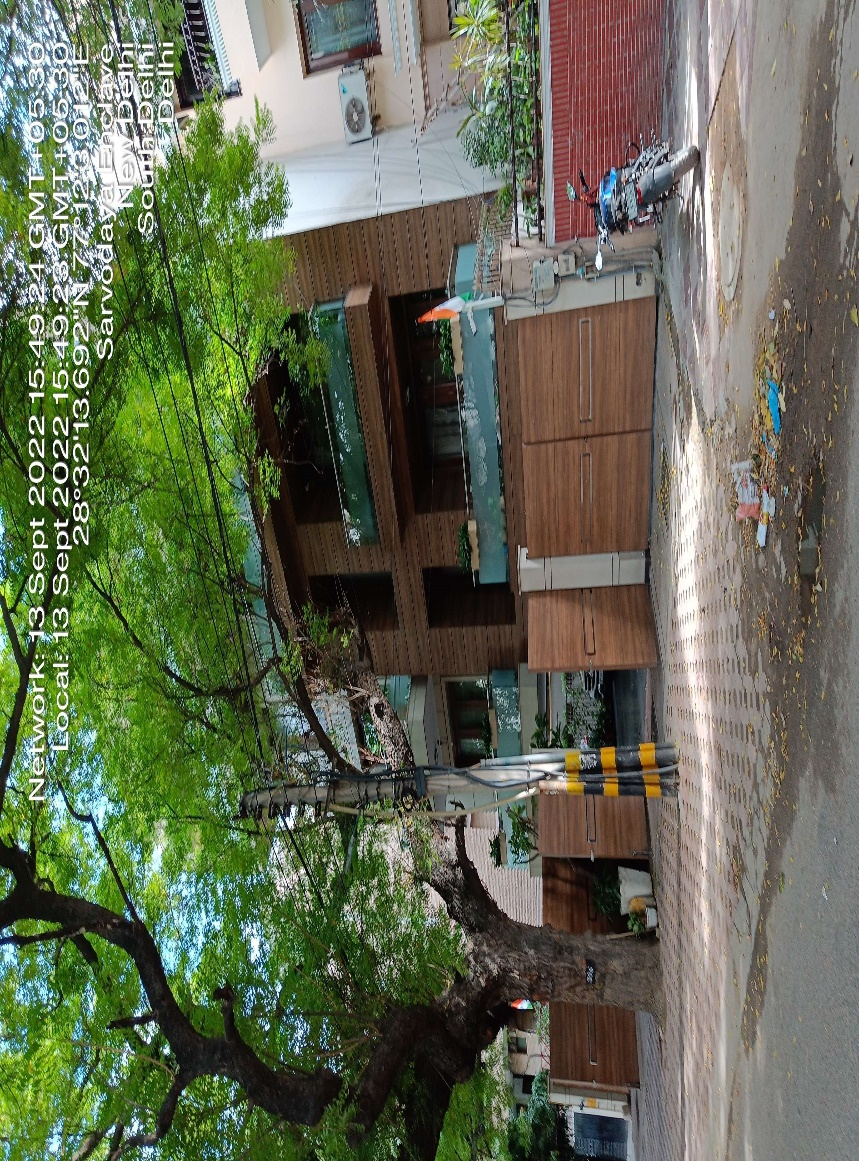 Network: 13 Sept 2022 15:49:24 GMT+05:30
Local: 13 Sept 2022 15:49:23 GMT+05:30
28°32'13.692"N 77°12'3.012"E
Sarvodaya Enclave
New Delhi
South Delhi
Delhi